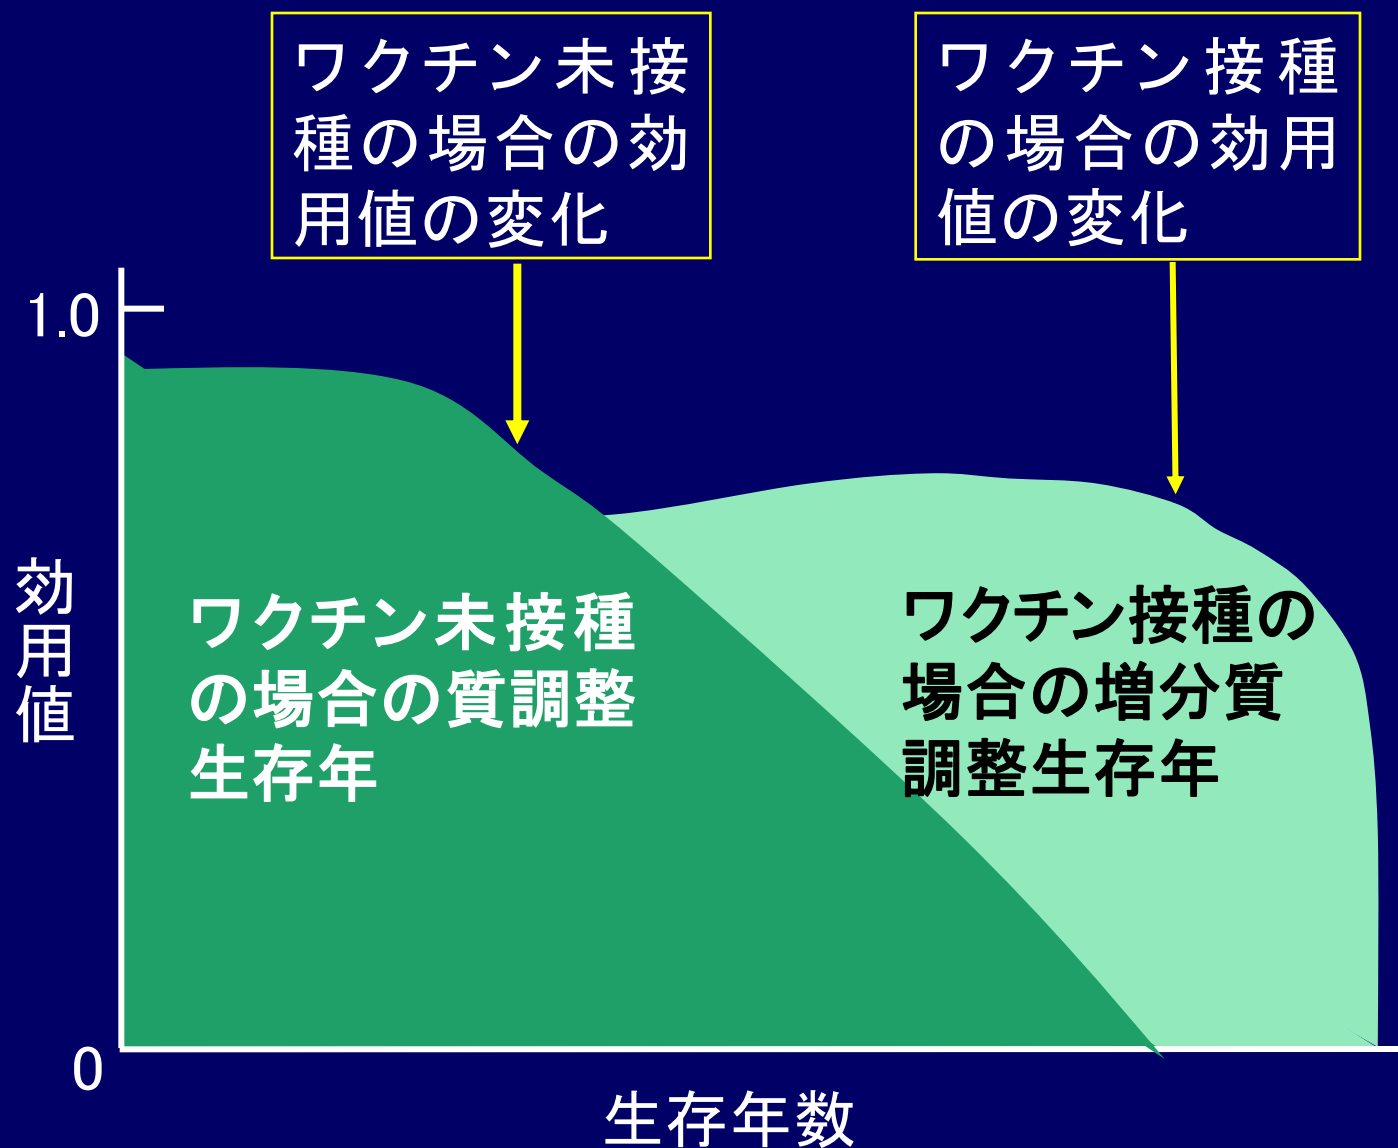 ワクチン未接
種の場合の効
用値の変化
ワクチン接種
の場合の効用
値の変化
1.0
効用値
ワクチン未接種
の場合の質調整
生存年
ワクチン接種の
場合の増分質
調整生存年
0
生存年数